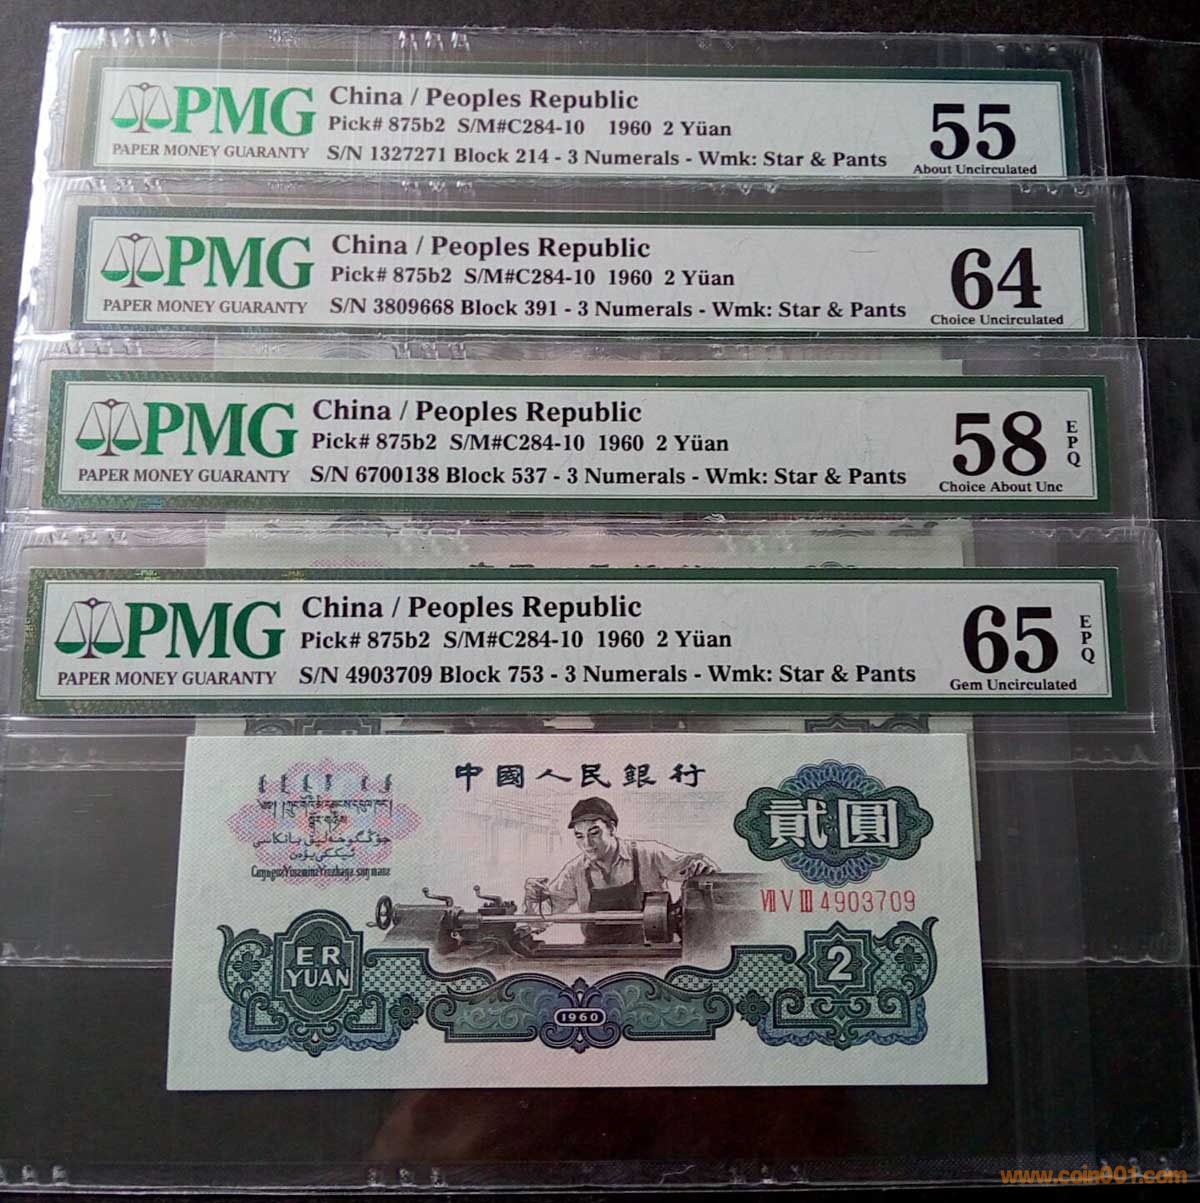 PMG
PAPER MONEY GUARANTY
China / Peoples Republic
Pick# 875b2 S/M#C284-10 1960 2 Yüan
S/N 1327271 Block 214 - 3 Numerals - Wmk: Star & Pants
55
About Uncirculated
PMG
PAPER MONEY GUARANTY
China / Peoples Republic
Pick# 875b2 S/M#C284-10 1960 2 Yüan
S/N 3809668 Block 391 - 3 Numerals - Wmk: Star & Pants
64
Choice Uncirculated
PMG
PAPER MONEY GUARANTY
China / Peoples Republic
Pick# 875b2 S/M#C284-10 1960 2 Yüan
S/N 6700138 Block 537 - 3 Numerals - Wmk: Star & Pants
58
EPQ
Choice About Unc
PMG
PAPER MONEY GUARANTY
China / Peoples Republic
Pick# 875b2 S/M#C284-10 1960 2 Yüan
S/N 4903709 Block 753 - 3 Numerals - Wmk: Star & Pants
65
EPQ
Gem Uncirculated
中國人民銀行
貳圓
VII V III 4903709
ER
YUAN
2
1960
www.coin001.com